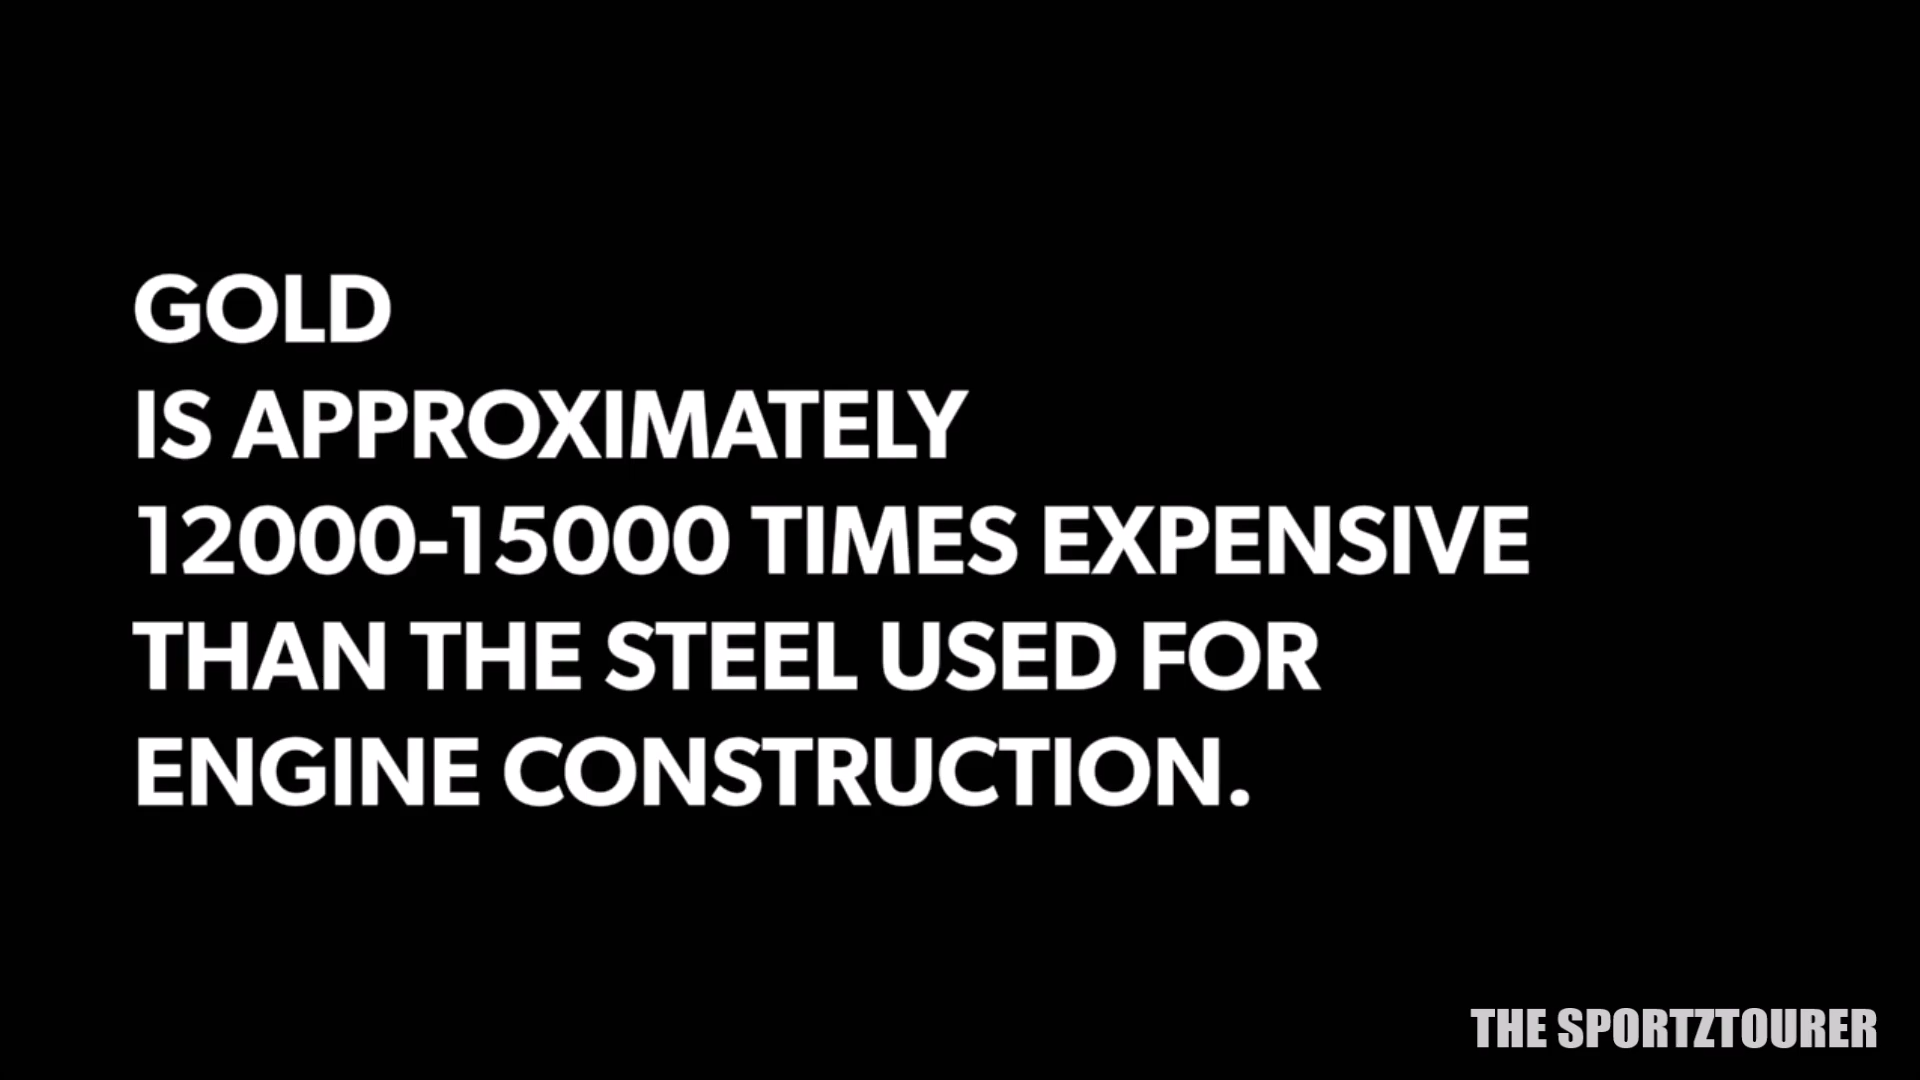 GOLD
IS APPROXIMATELY
12000-15000 TIMES EXPENSIVE
THAN THE STEEL USED FOR
ENGINE CONSTRUCTION.
THE SPORTZTOURER